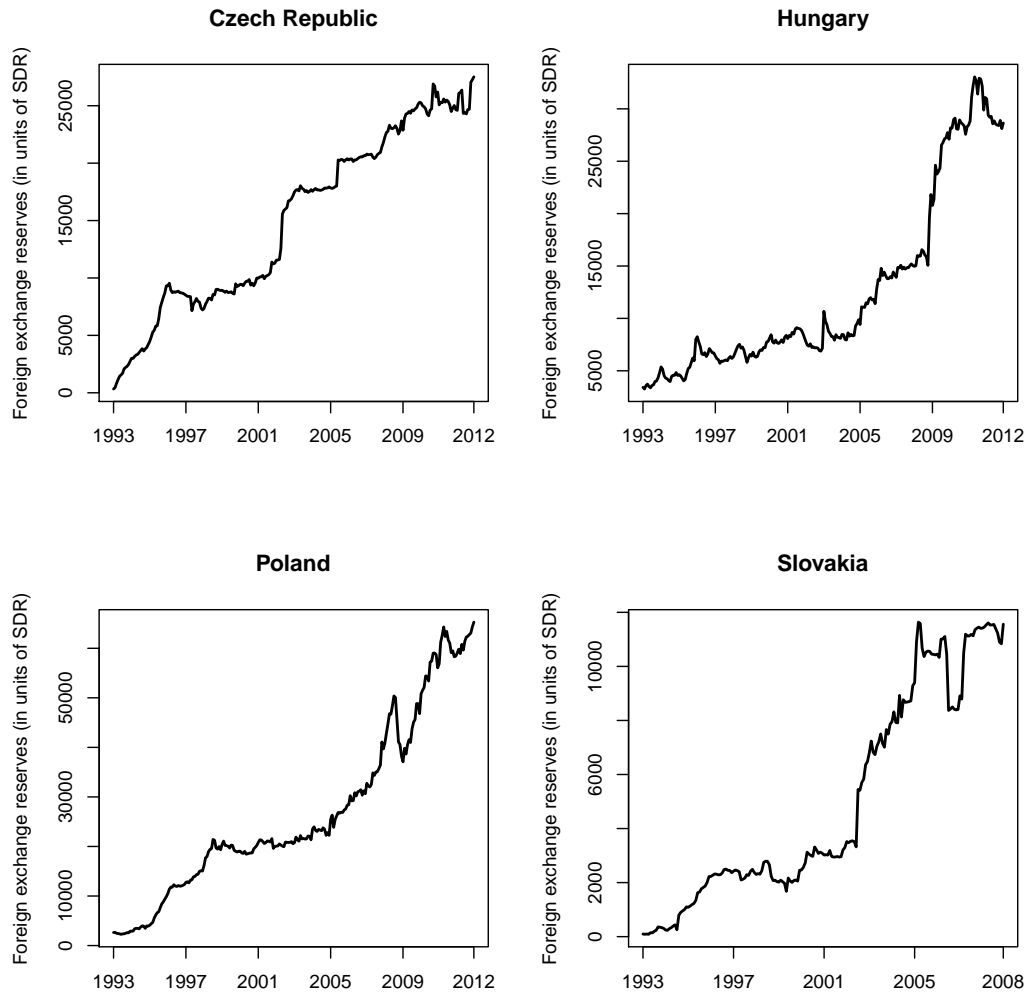 Czech Republic
Foreign exchange reserves (in units of SDR)
0
5000
15000
25000
1993 1997 2001 2005 2009 2012
Hungary
Foreign exchange reserves (in units of SDR)
5000
15000
25000
1993 1997 2001 2005 2009 2012
Poland
Foreign exchange reserves (in units of SDR)
0
10000
30000
50000
1993 1997 2001 2005 2009 2012
Slovakia
Foreign exchange reserves (in units of SDR)
0
2000
6000
10000
1993 1997 2001 2005 2008